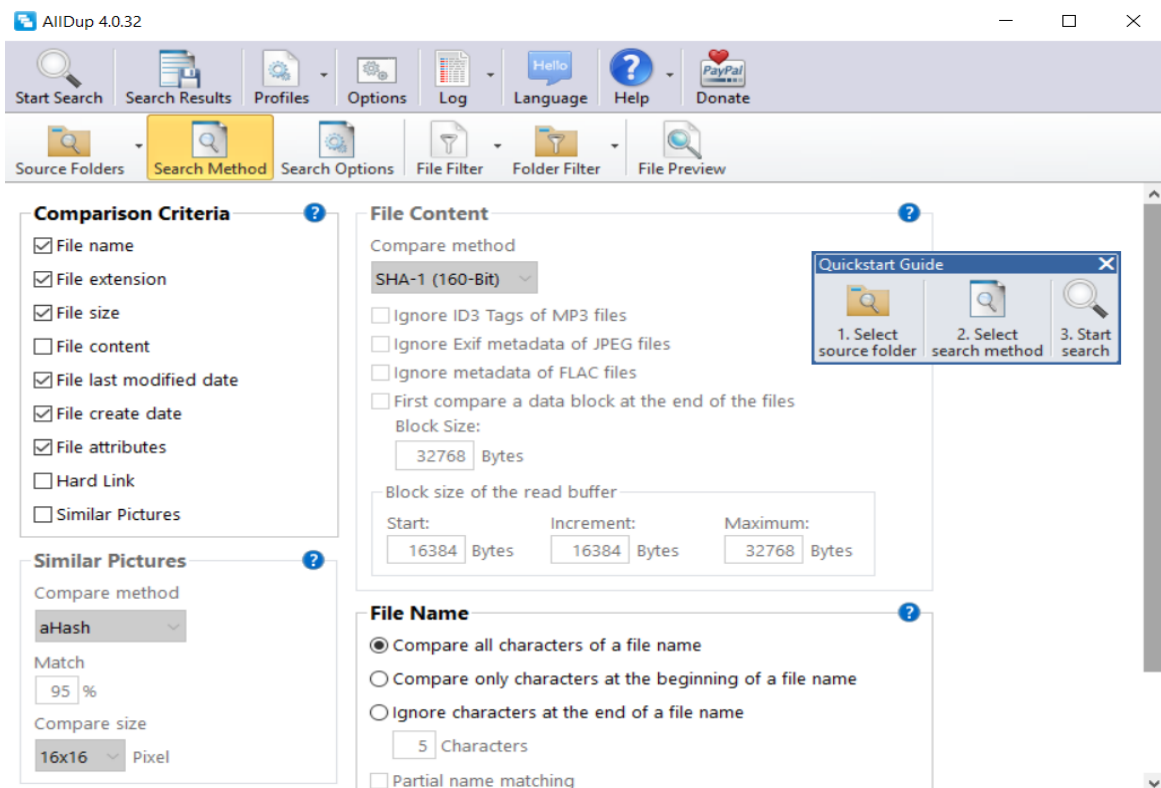 AllDup 4.0.32
Start Search Search Results Profiles Options Log Hello Language ? Help PayPal Donate
Source Folders Search Method Search Options File Filter Folder Filter File Preview
Comparison Criteria ?
File name
File extension
File size
File content
File last modified date
File create date
File attributes
Hard Link
Similar Pictures
Similar Pictures ?
Compare method
aHash
Match
95 %
Compare size
16x16 Pixel
File Content ?
Compare method
SHA-1 (160-Bit)
Ignore ID3 Tags of MP3 files
Ignore Exif metadata of JPEG files
Ignore metadata of FLAC files
First compare a data block at the end of the files
Block Size:
32768 Bytes
Block size of the read buffer
Start: Increment: Maximum:
16384 Bytes 16384 Bytes 32768 Bytes
File Name ?
Compare all characters of a file name
Compare only characters at the beginning of a file name
Ignore characters at the end of a file name
5 Characters
Partial name matching
Quickstart Guide
1. Select 2. Select 3. Start
source folder search method search